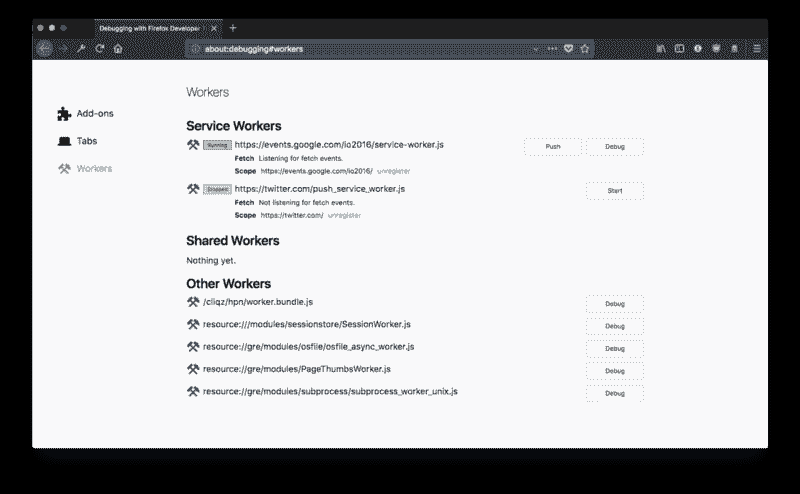 Debugging with Firefox Developer
about:debugging#workers
Add-ons
Tabs
Workers
Workers
Service Workers
Running https://events.google.com/io2016/service-worker.js Push Debug
Fetch Listening for fetch events.
Scope https://events.google.com/io2016/ unregister
Stopped https://twitter.com/push_service_worker.js Start
Fetch Not listening for fetch events.
Scope https://twitter.com/ unregister
Shared Workers
Nothing yet.
Other Workers
/cliqz/hpn/worker.bundle.js Debug
resource:///modules/sessionstore/SessionWorker.js Debug
resource://gre/modules/osfile/osfile_async_worker.js Debug
resource://gre/modules/PageThumbsWorker.js Debug
resource://gre/modules/subprocess/subprocess_worker_unix.js Debug